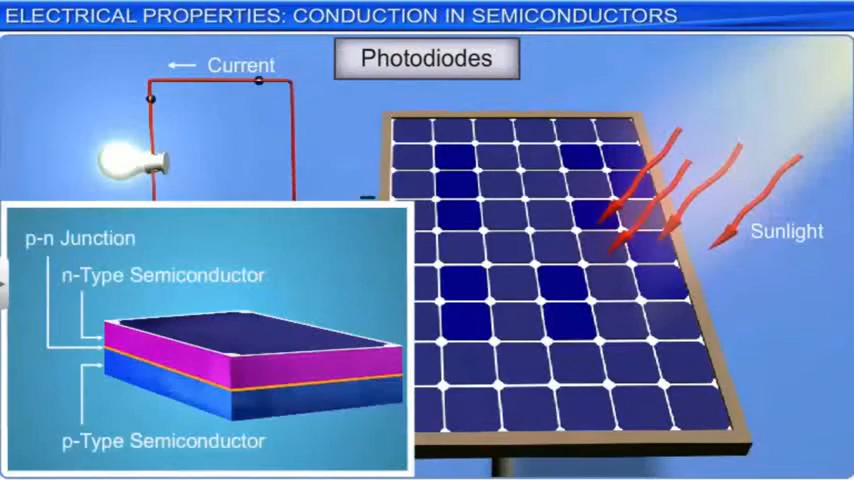 ELECTRICAL PROPERTIES: CONDUCTION IN SEMICONDUCTORS
Photodiodes
Current
Sunlight
p-n Junction
n-Type Semiconductor
p-Type Semiconductor